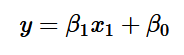 y = β₁x₁ + β₀